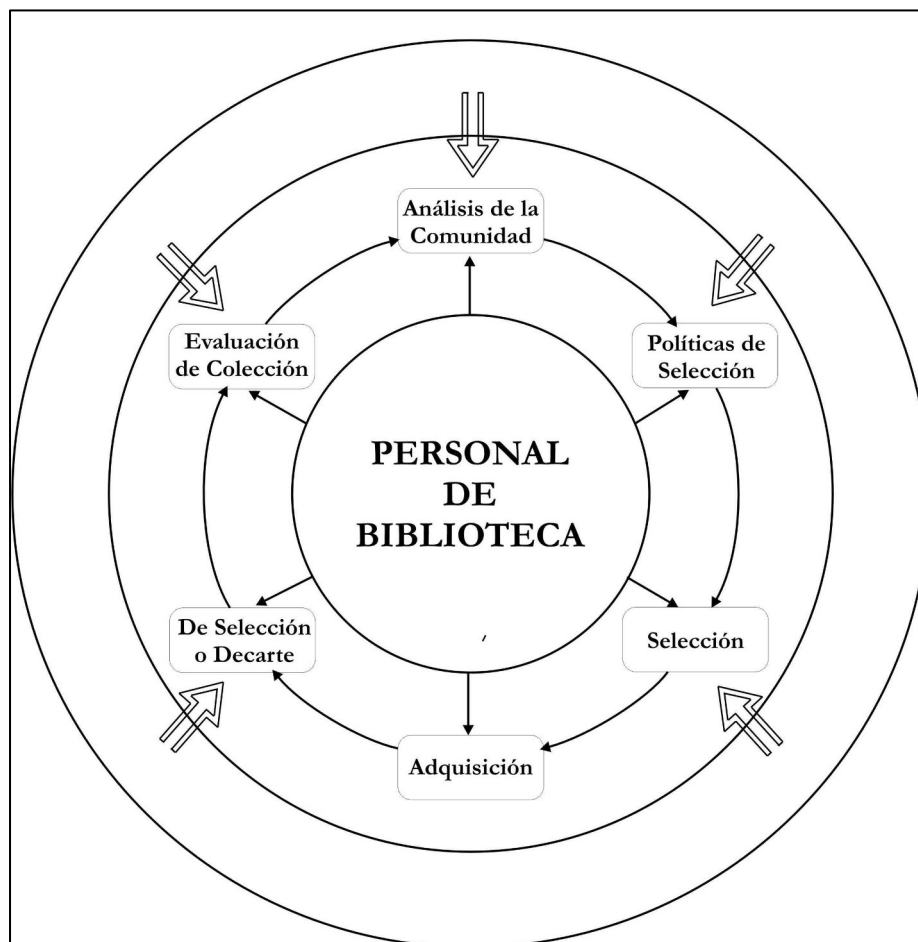 Análisis de la
Comunidad
Políticas de
Selección
Selección
Adquisición
De Selección
o Decarte
Evaluación
de Colección
PERSONAL
DE
BIBLIOTECA